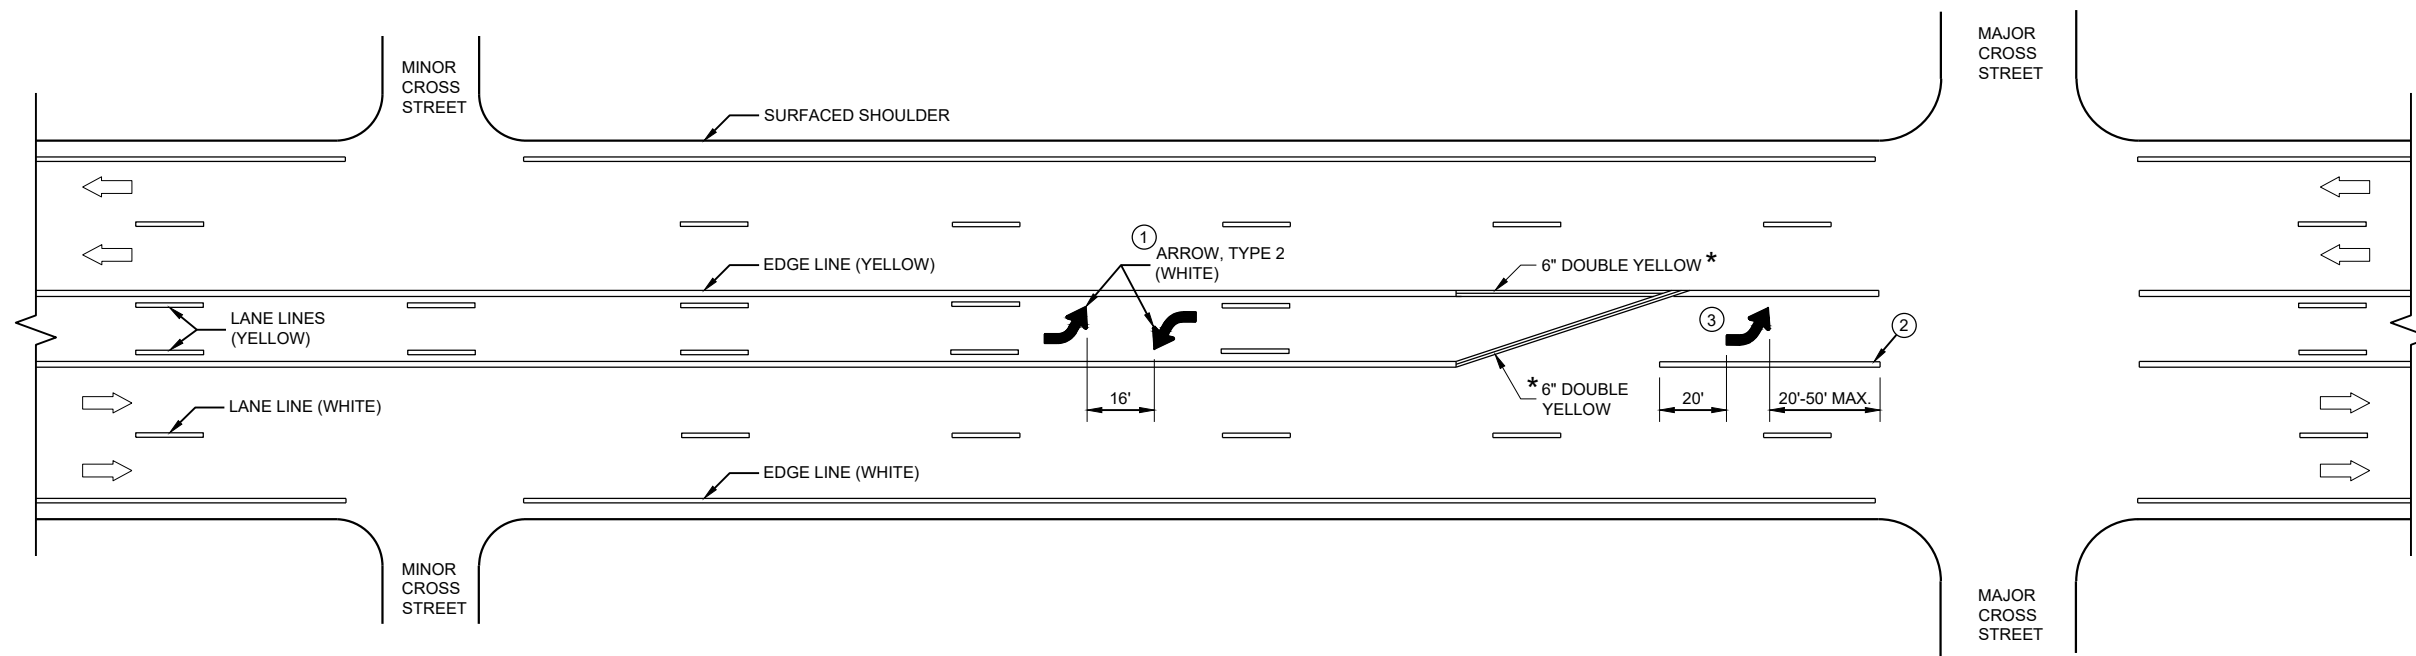 MINOR
CROSS
STREET
MAJOR
CROSS
STREET
SURFACED SHOULDER
1
ARROW, TYPE 2
(WHITE)
EDGE LINE (YELLOW)
6" DOUBLE YELLOW *
LANE LINES
(YELLOW)
3
2
* 6" DOUBLE
YELLOW
LANE LINE (WHITE)
16'
20'
20'-50' MAX.
EDGE LINE (WHITE)
MINOR
CROSS
STREET
MAJOR
CROSS
STREET